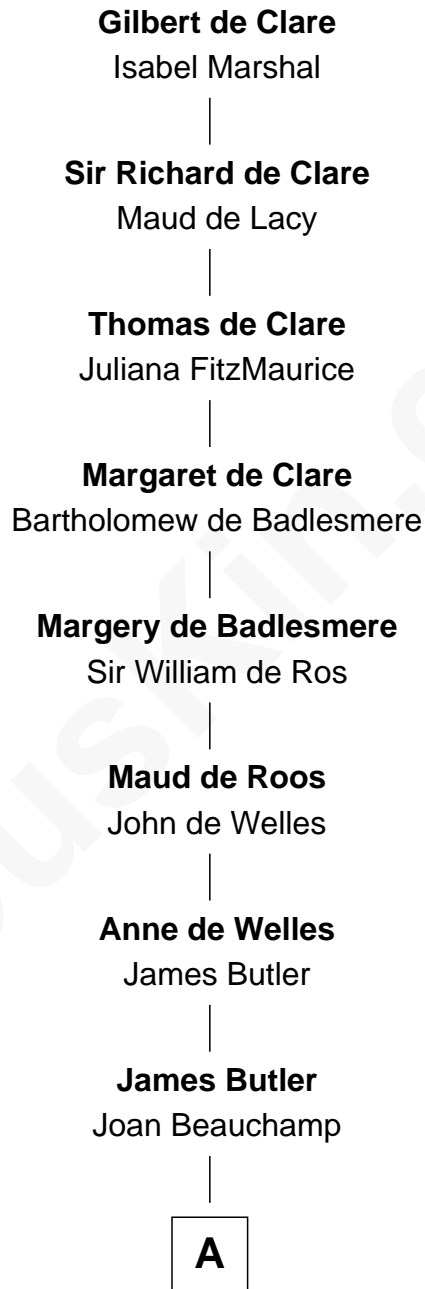 Gilbert de Clare
Isabel Marshal
Sir Richard de Clare
Maud de Lacy
Thomas de Clare
Juliana FitzMaurice
Margaret de Clare
Bartholomew de Badlesmere
Margery de Badlesmere
Sir William de Ros
Maud de Roos
John de Welles
Anne de Welles
James Butler
James Butler
Joan Beauchamp
A